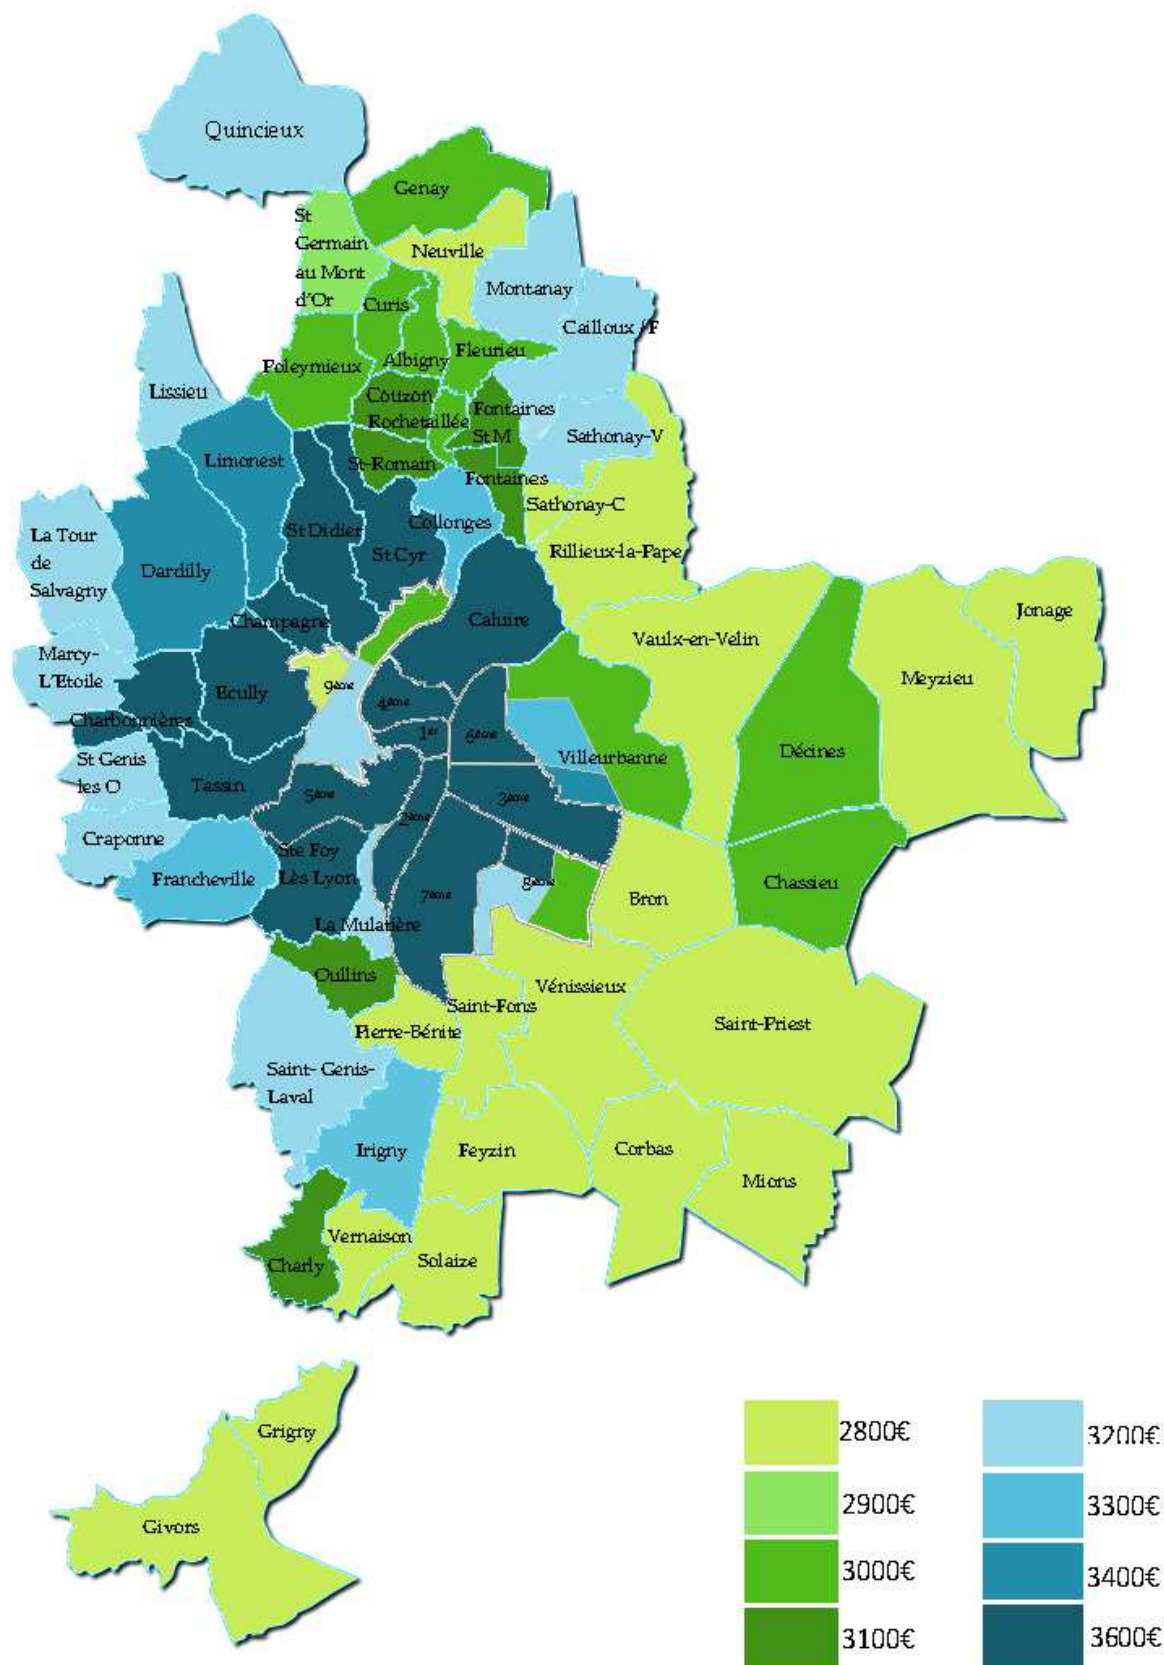 Quincieux
Genay
St
Germain
au Mont
d'Or
Neuville
Montanay
Curis
Cailloux /F
Albigny
Fleurieu
Poleymieux
Lissieu
Couzon
Rochetaillée
Fontaines
St M
Sathonay-V
Limonest
St-Romain
Fontaines
Sathonay-C
Collonges
La Tour
de
Salvagny
St Didier
St Cyr
Rillieux-la-Pape
Dardilly
Champagne
Caluire
Vaulx-en-Velin
Jonage
Marcy-
L'Etoile
Ecully
9ème
4ème
Meyzieu
Charbonnières
1er
6ème
Villeurbanne
Décines
St Genis
les O
Tassin
5ème
2ème
3ème
Craponne
Ste Foy
Lès Lyon
Francheville
7ème
8ème
Bron
Chassieu
La Mulatière
Oullins
Saint-Fons
Vénissieux
Saint-Priest
Pierre-Bénite
Saint- Genis-
Laval
Irigny
Feyzin
Corbas
Mions
Vernaison
Charly
Solaize
Grigny
Givors
2800€
2900€
3000€
3100€
3200€
3300€
3400€
3600€